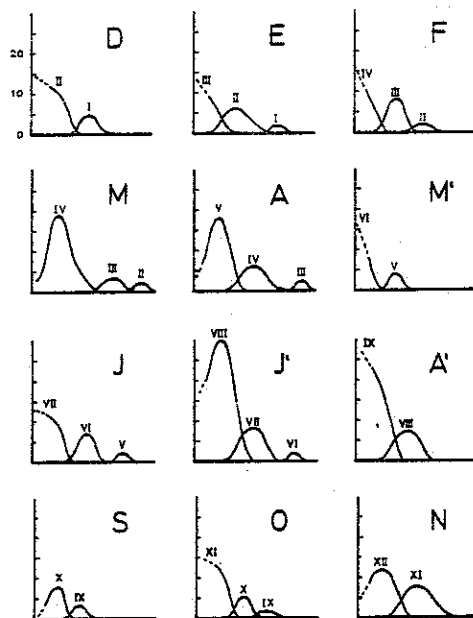 D E F
20
10
0
II I
III II I
IV III II
M A M'
IV III II
V IV III
VI V
J J' A'
VII VI V
VIII VII VI
IX VIII
S O N
X IX
XI X IX
XII XI